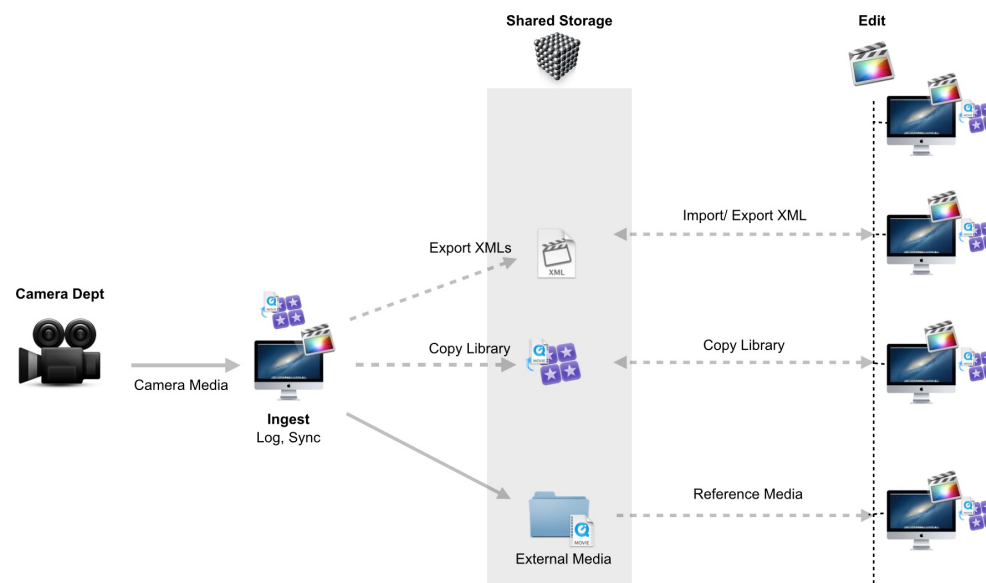 Shared Storage
Edit
Import/ Export XML
Export XMLs
XML
Camera Dept
Copy Library
Copy Library
Camera Media
Ingest
Log, Sync
Reference Media
MOVIE
External Media